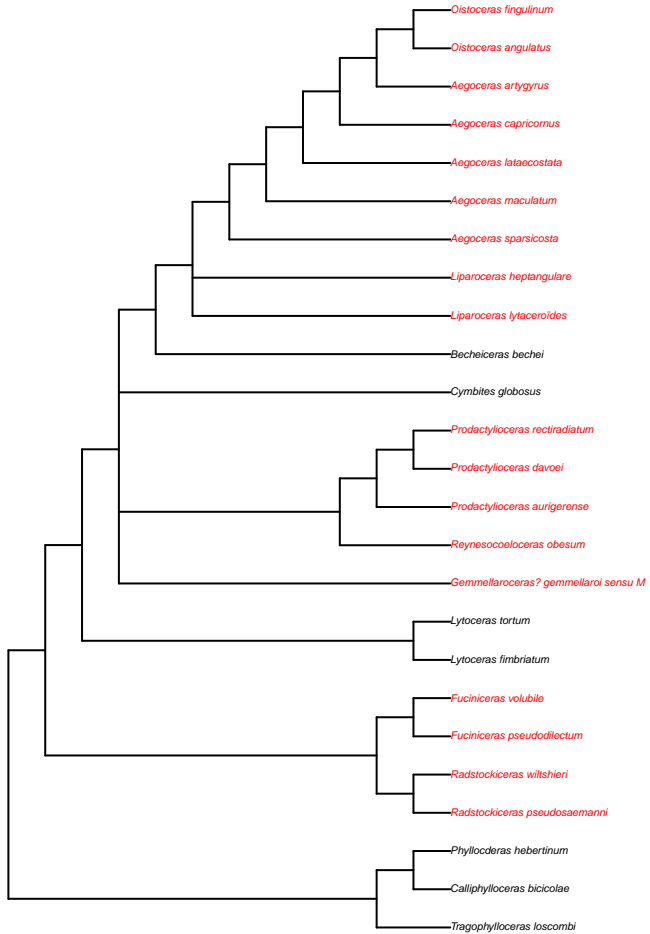 Oistoceras fingulinum
Oistoceras angulatus
Aegoceras artygyrus
Aegoceras capricornus
Aegoceras lataecostata
Aegoceras maculatum
Aegoceras sparsicosta
Liparoceras heptangulare
Liparoceras lytaceroïdes
Becheiceras bechei
Cymbites globosus
Prodactylioceras rectiradiatum
Prodactylioceras davoei
Prodactylioceras aurigerense
Reynesocoeloceras obesum
Gemmellaroceras? gemmellaroi sensu M
Lytoceras tortum
Lytoceras fimbriatum
Fuciniceras volubile
Fuciniceras pseudodilectum
Radstockiceras wiltshieri
Radstockiceras pseudosaemanni
Phyllocderas hebertinum
Calliphylloceras bicicolae
Tragophylloceras loscombi